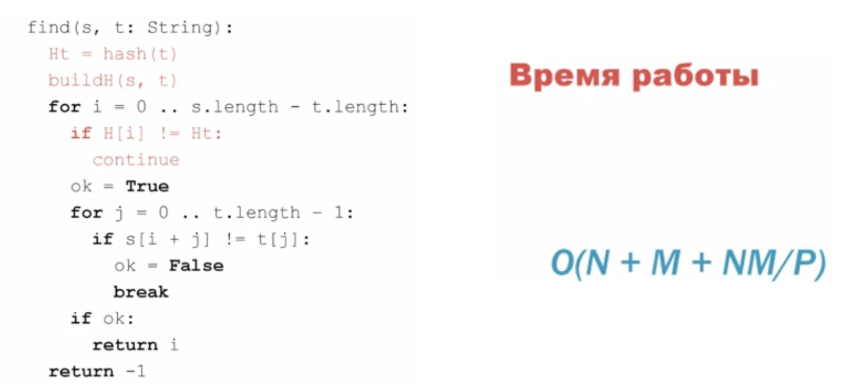 find(s, t: String):
Ht = hash(t)
buildH(s, t)
for i = 0 .. s.length - t.length:
if H[i] != Ht:
continue
ok = True
for j = 0 .. t.length - 1:
if s[i + j] != t[j]:
ok = False
break
if ok:
return i
return -1
Время работы
O(N + M + NM/P)